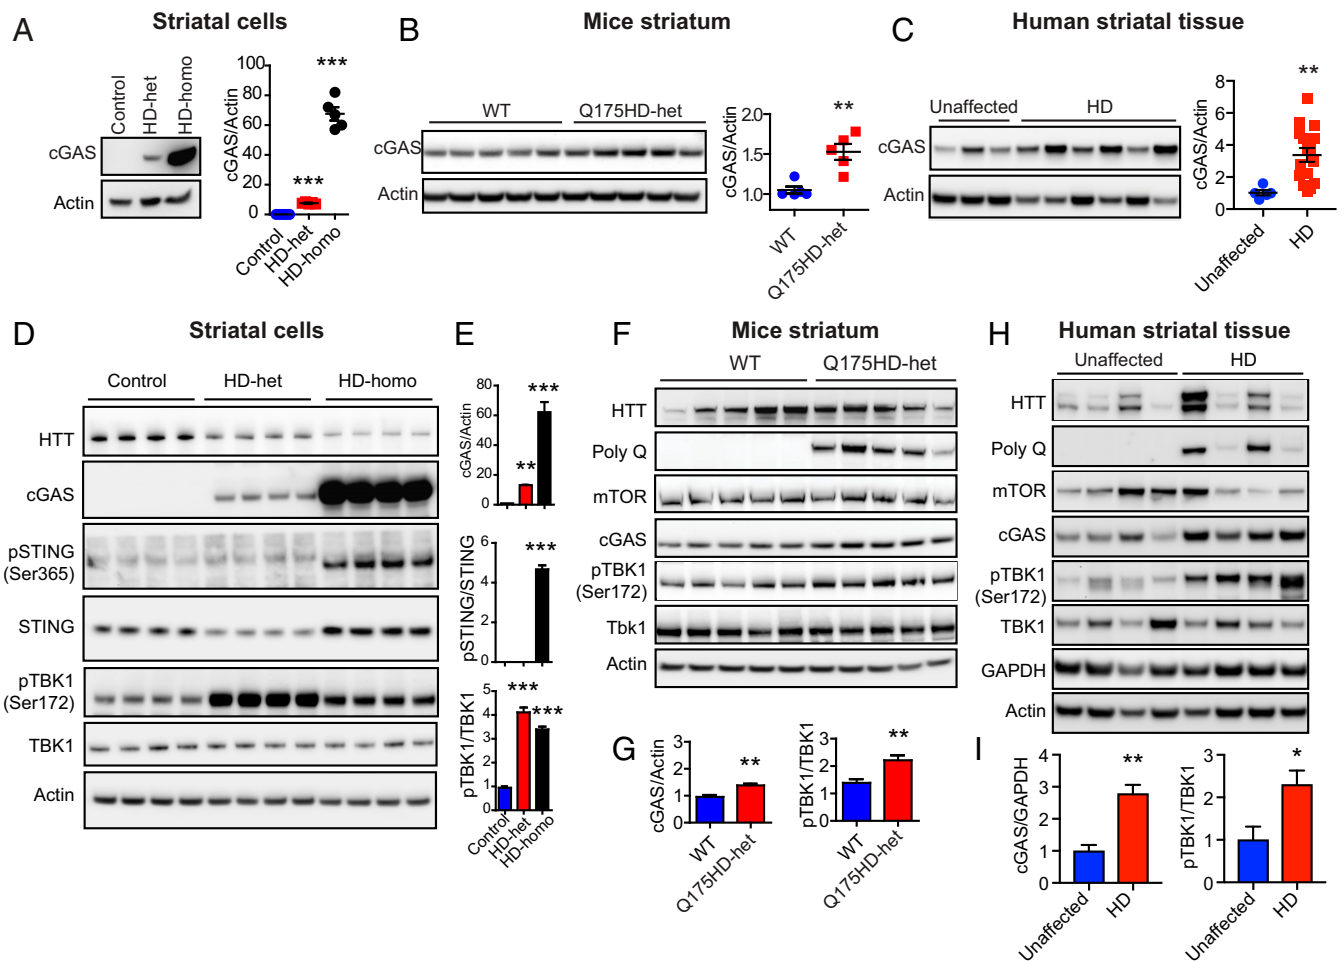 A
Striatal cells
Control
HD-het
HD-homo
cGAS
Actin
cGAS/Actin
100
80
60
40
20
0
***
***
Control
HD-het
HD-homo
B
Mice striatum
WT
Q175HD-het
cGAS
Actin
cGAS/Actin
2.0
1.5
1.0
**
WT
Q175HD-het
C
Human striatal tissue
Unaffected
HD
cGAS
Actin
cGAS/Actin
8
6
4
2
0
**
Unaffected
HD
D
Striatal cells
Control
HD-het
HD-homo
HTT
cGAS
pSTING
(Ser365)
STING
pTBK1
(Ser172)
TBK1
Actin
E
cGAS/Actin
80
60
40
20
0
**
***
pSTING/STING
6
4
2
0
***
pTBK1/TBK1
5
4
3
2
1
0
***
***
Control
HD-het
HD-homo
F
Mice striatum
WT
Q175HD-het
HTT
Poly Q
mTOR
cGAS
pTBK1
(Ser172)
Tbk1
Actin
G
cGAS/Actin
3
2
1
0
**
WT
Q175HD-het
pTBK1/TBK1
3
2
1
0
**
WT
Q175HD-het
H
Human striatal tissue
Unaffected
HD
HTT
Poly Q
mTOR
cGAS
pTBK1
(Ser172)
TBK1
GAPDH
Actin
I
cGAS/GAPDH
4
3
2
1
0
**
Unaffected
HD
pTBK1/TBK1
3
2
1
0
*
Unaffected
HD